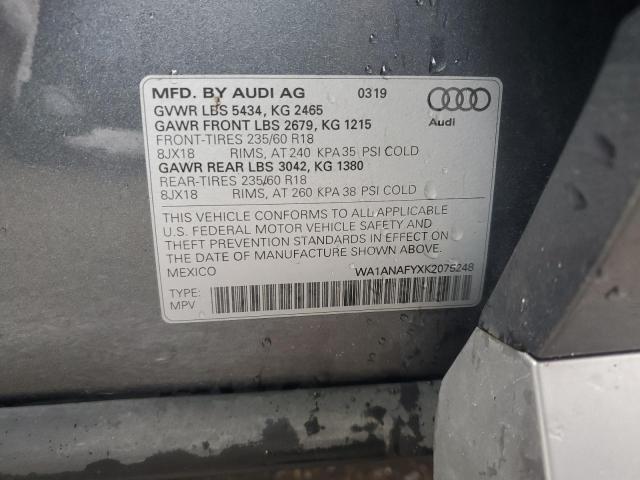 MFD. BY AUDI AG 0319
GVWR LBS 5434, KG 2465
GAWR FRONT LBS 2679, KG 1215
FRONT-TIRES 235/60 R18
8JX18 RIMS, AT 240 KPA 35 PSI COLD
GAWR REAR LBS 3042, KG 1380
REAR-TIRES 235/60 R18
8JX18 RIMS, AT 260 KPA 38 PSI COLD
Audi
THIS VEHICLE CONFORMS TO ALL APPLICABLE
U.S. FEDERAL MOTOR VEHICLE SAFETY AND
THEFT PREVENTION STANDARDS IN EFFECT ON
THE DATE OF MANUFACTURE SHOWN ABOVE.
MEXICO WA1ANAFYXK2075248
TYPE:
MPV